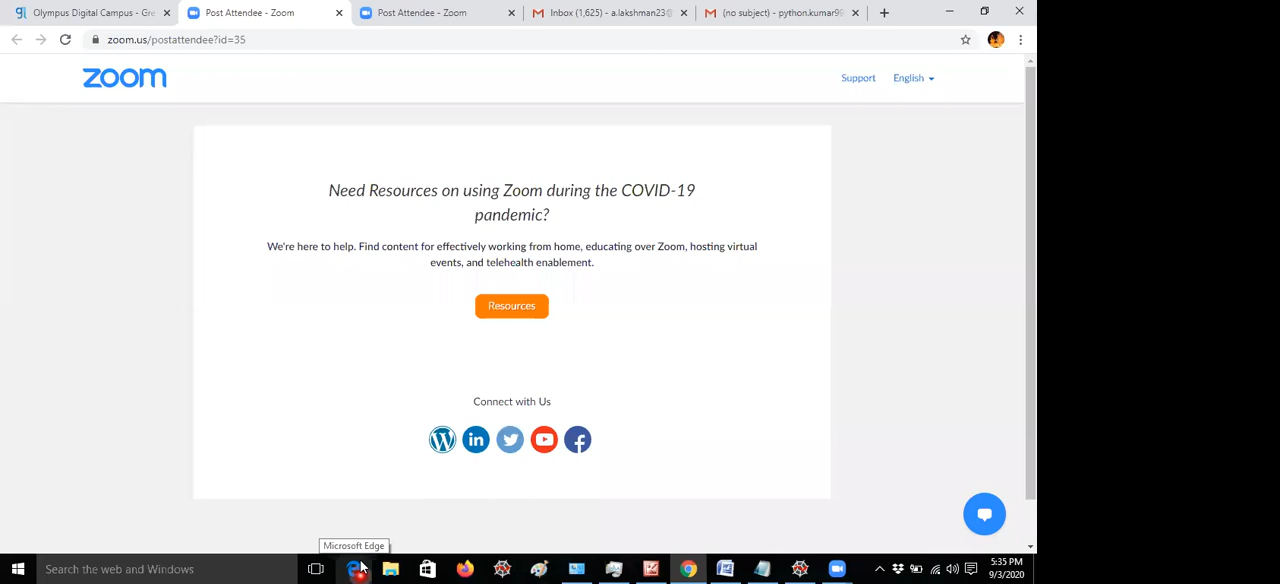 Olympus Digital Campus - Gre
Post Attendee - Zoom
Post Attendee - Zoom
Inbox (1,625) - a.lakshman23@
(no subject) - python.kumar99
zoom.us/postattendee?id=35
zoom
Support
English
Need Resources on using Zoom during the COVID-19
pandemic?
We're here to help. Find content for effectively working from home, educating over Zoom, hosting virtual
events, and telehealth enablement.
Resources
Connect with Us
Microsoft Edge
Search the web and Windows
5:35 PM
9/3/2020